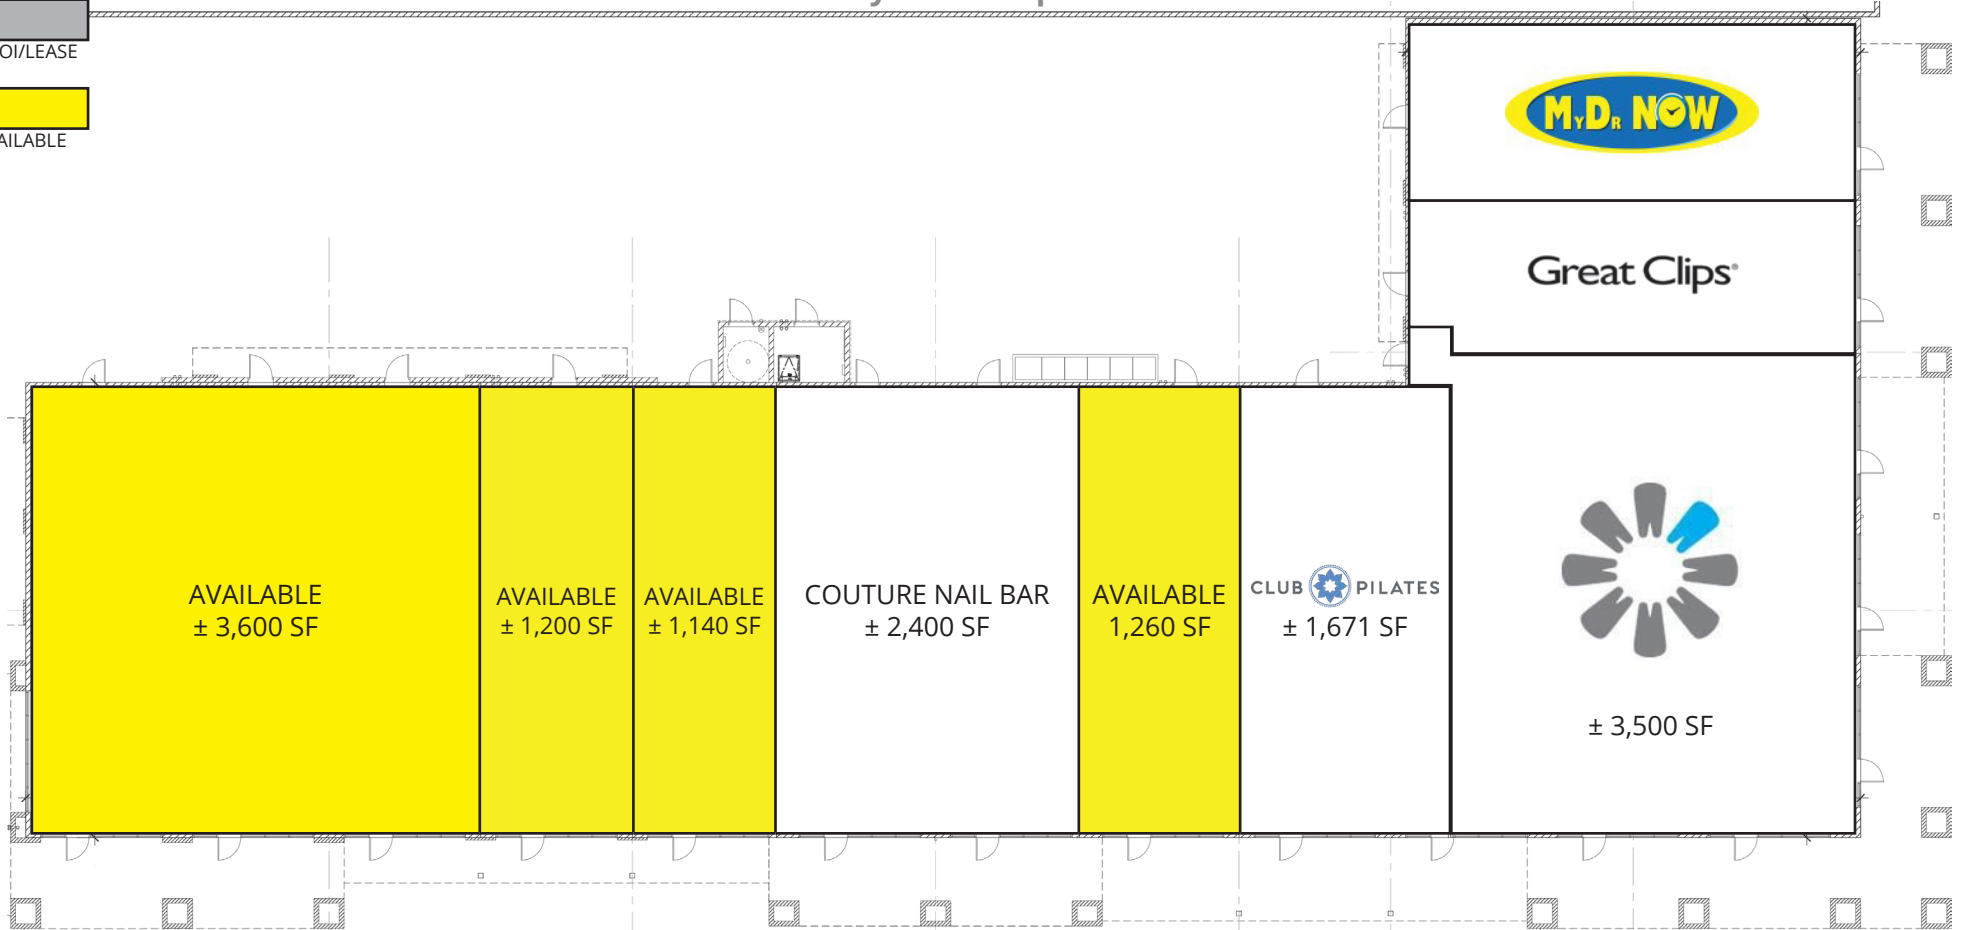 OI/LEASE
AILABLE
MYDR NOW
Great Clips®
AVAILABLE
± 3,600 SF
AVAILABLE
± 1,200 SF
AVAILABLE
± 1,140 SF
COUTURE NAIL BAR
± 2,400 SF
AVAILABLE
1,260 SF
CLUB PILATES
± 1,671 SF
± 3,500 SF